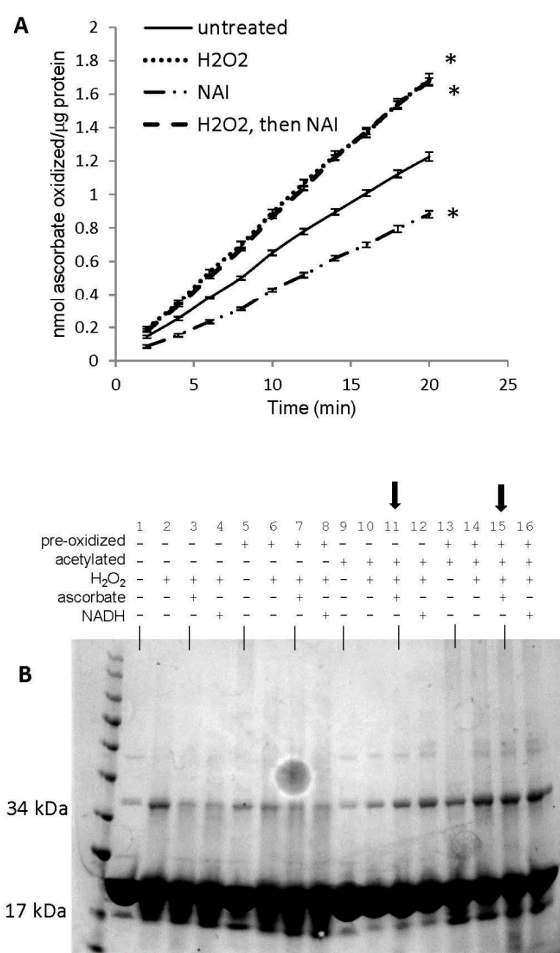 A
nmol ascorbate oxidized/µg protein
2
1.8
1.6
1.4
1.2
1
0.8
0.6
0.4
0.2
0
untreated
H2O2
NAI
H2O2, then NAI
*
*
*
0 5 10 15 20 25
Time (min)
1 2 3 4 5 6 7 8 9 10 11 12 13 14 15 16
pre-oxidized − − − − + + + + − − − − + + + +
acetylated − − − − − − − − + + + + + + + +
H₂O₂ − + + + − + + + − + + + − + + +
ascorbate − − + − − − + − − − + − − − + −
NADH − − − + − − − + − − − + − − − +
B
34 kDa
17 kDa